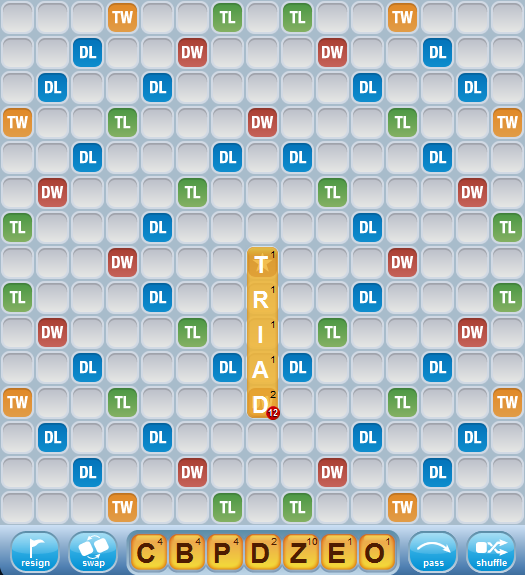 TW TL TL TW
DL DW DW DL
DL DL DL DL
TW TL DW TL TW
DL DL DL DL
DW TL TL DW
TL DL DL TL
DW T 1 DW
TL DL R 1 DL TL
DW TL I 1 TL DW
DL DL A 1 DL DL
TW TL D 2 12 TL TW
DL DL DL DL
DL DW DW DL
TW TL TL TW
resign swap C 4 B 4 P 4 D 2 Z 10 E 1 O 1 pass shuffle